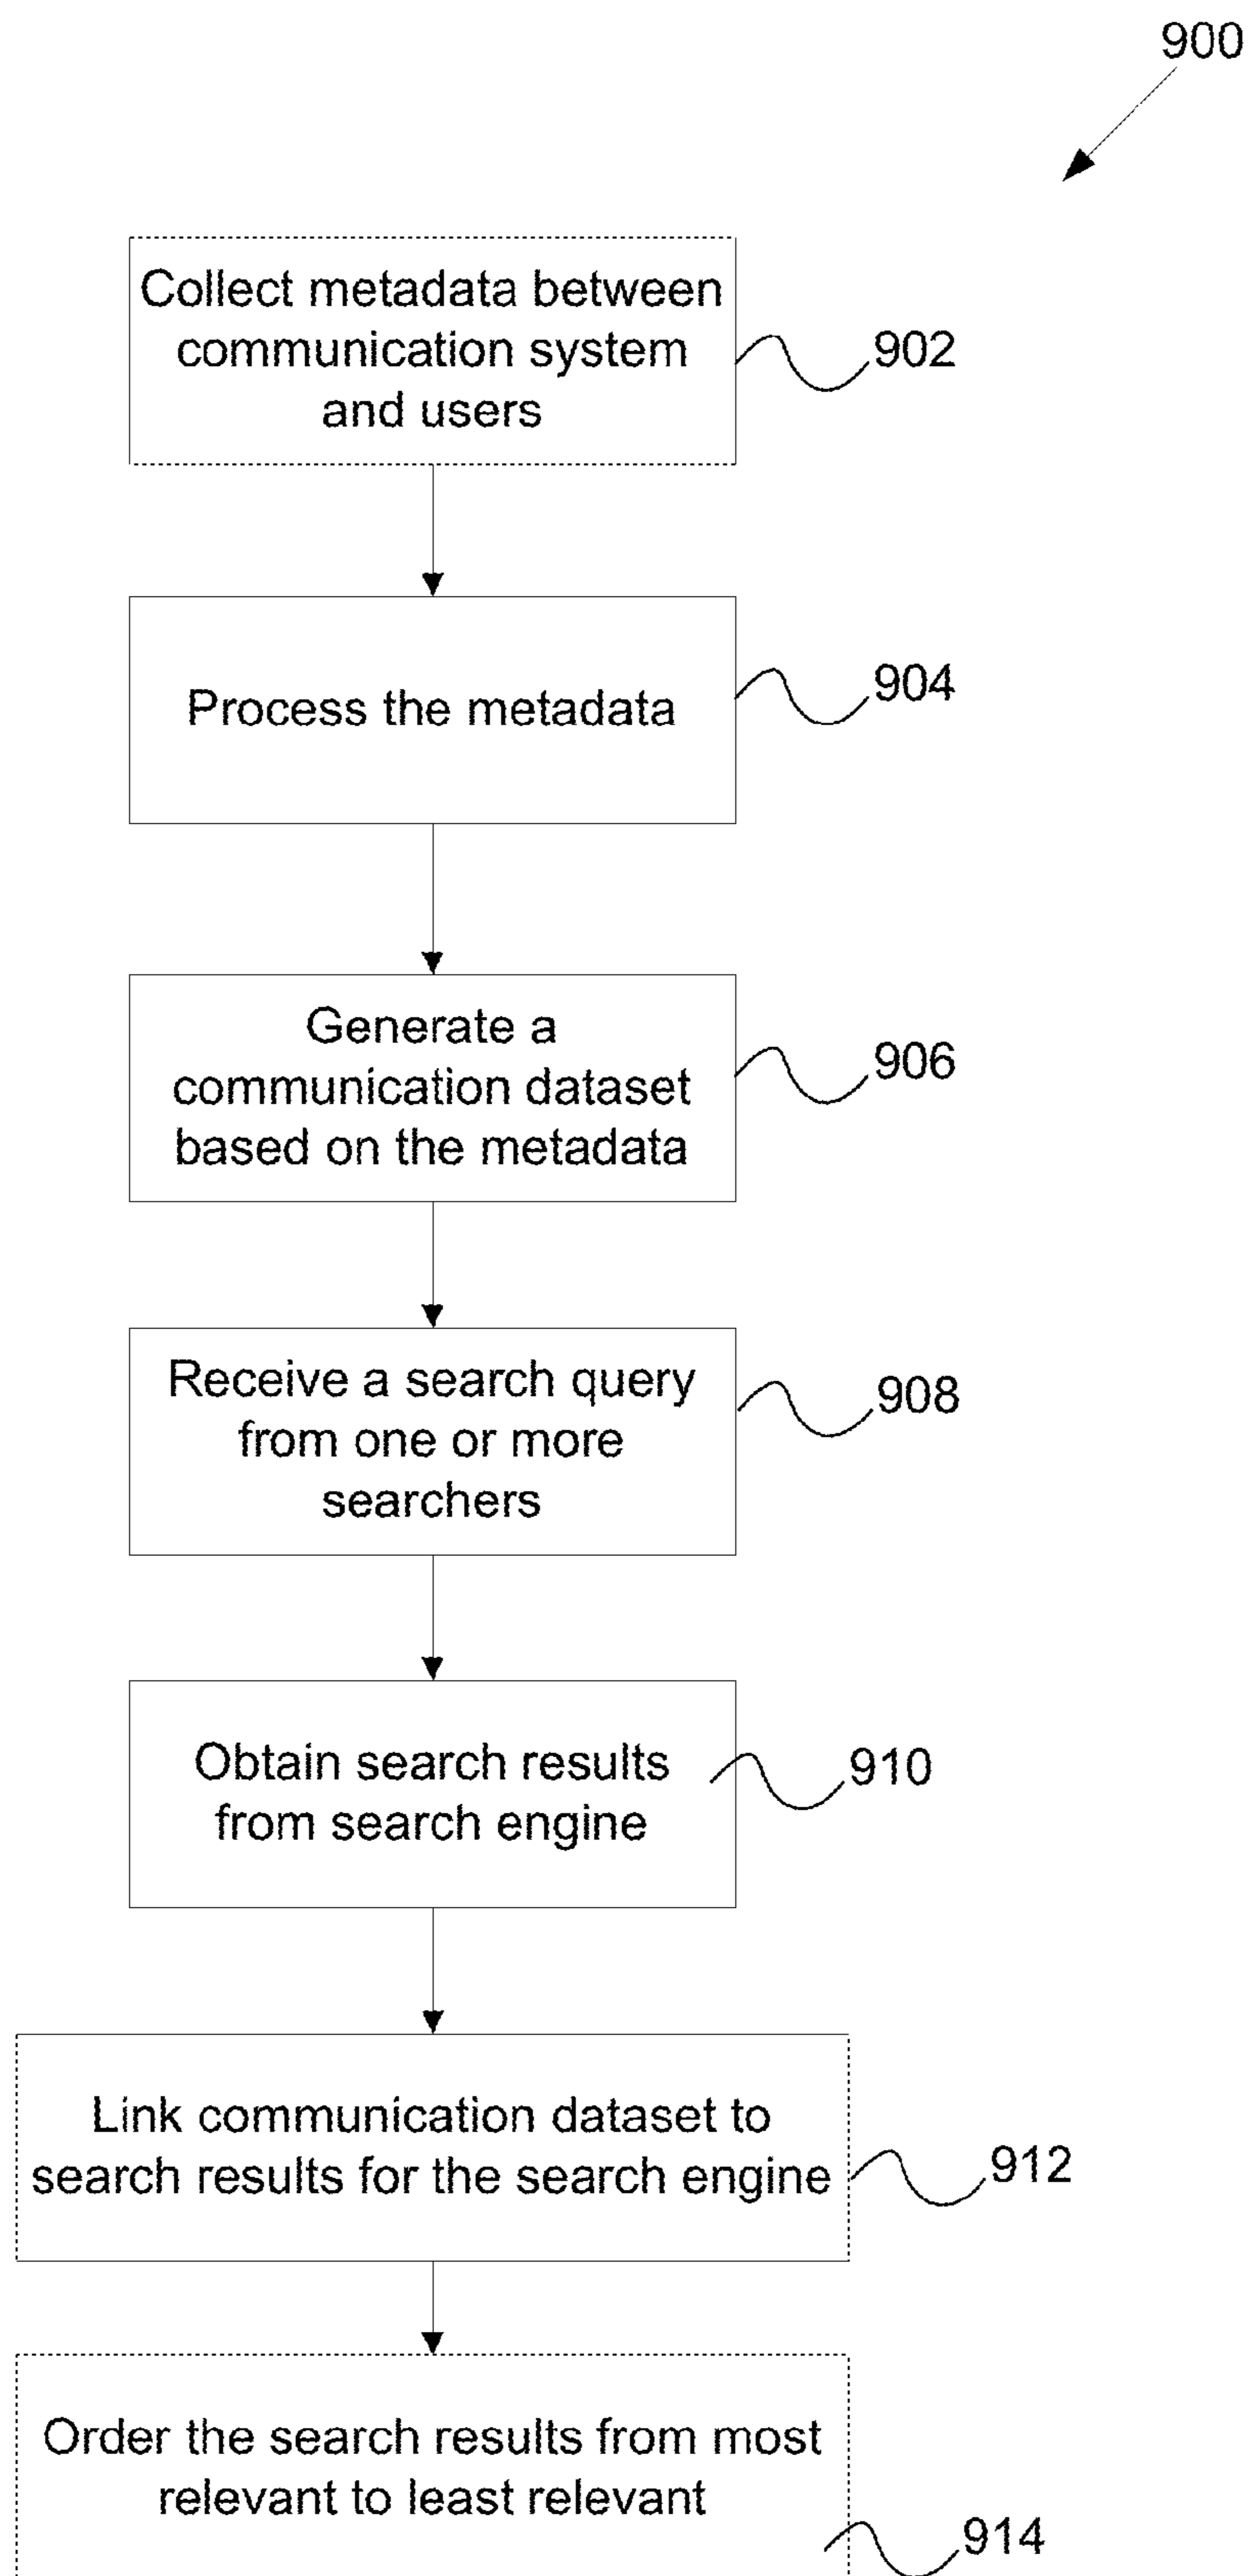 900
Collect metadata between
communication system
and users
902
Process the metadata
904
Generate a
communication dataset
based on the metadata
906
Receive a search query
from one or more
searchers
908
Obtain search results
from search engine
910
Link communication dataset to
search results for the search engine
912
Order the search results from most
relevant to least relevant
914